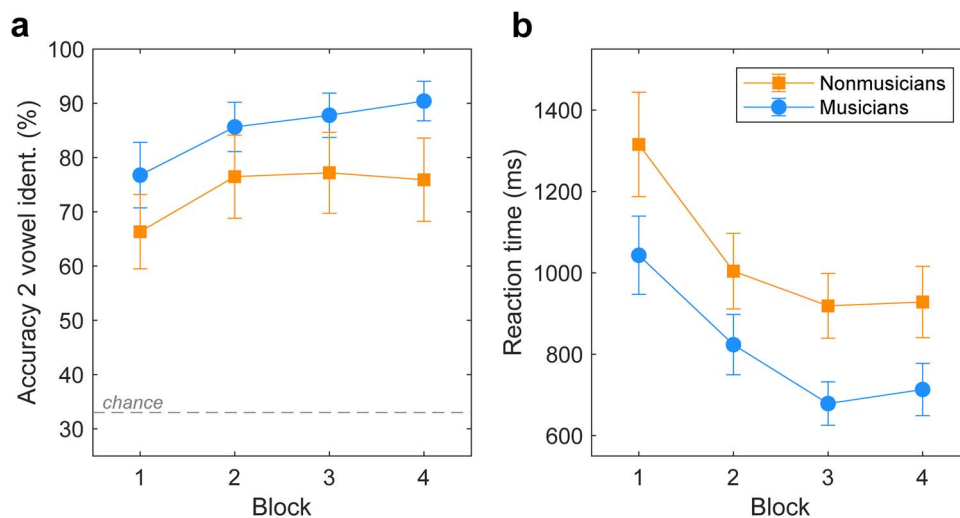 a
Accuracy 2 vowel ident. (%)
100
90
80
70
60
50
40
30
chance
1 2 3 4
Block
b
Reaction time (ms)
1400
1200
1000
800
600
Nonmusicians
Musicians
1 2 3 4
Block